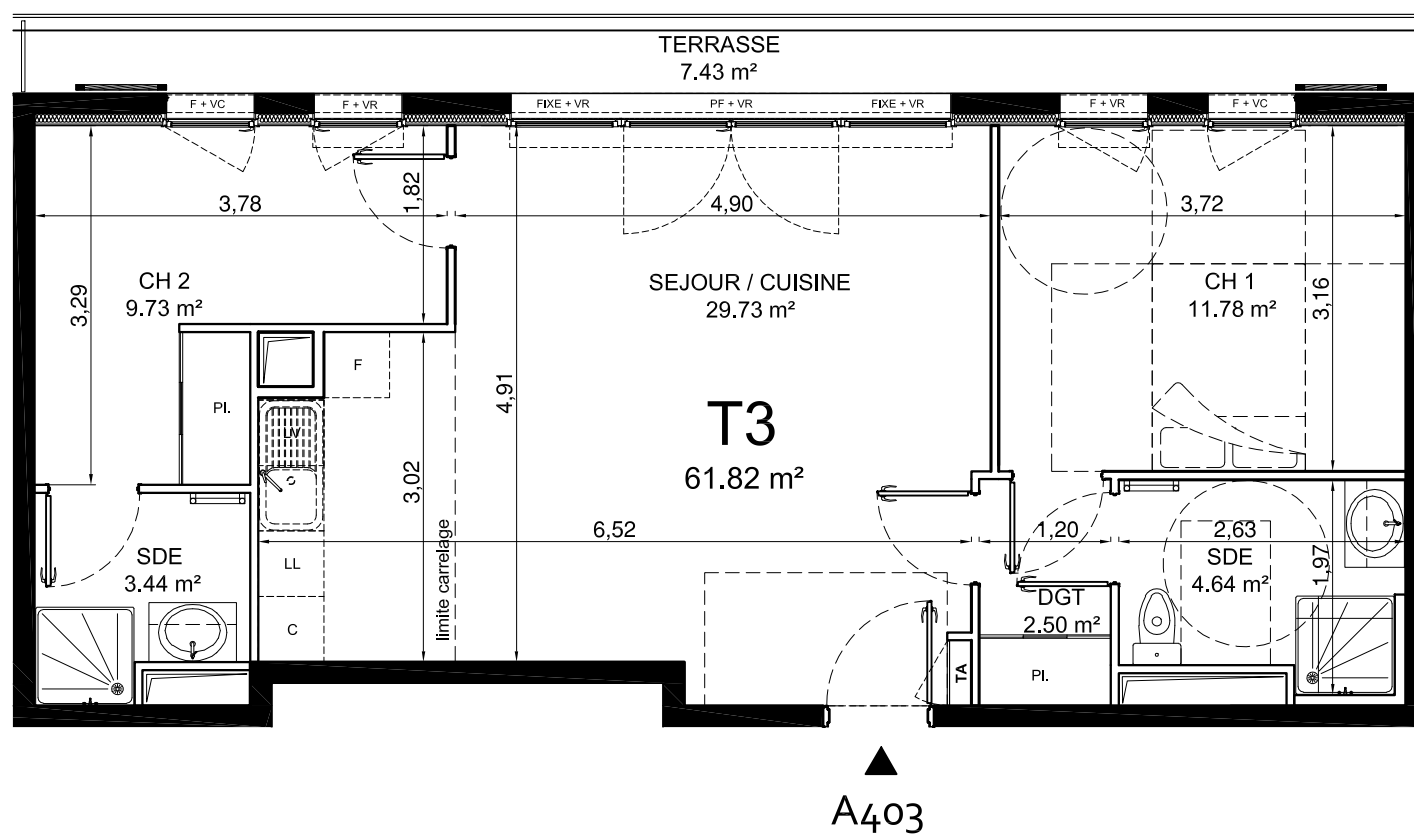 TERRASSE
7.43 m²
F + VC
F + VR
FIXE + VR
PF + VR
FIXE + VR
F + VR
F + VC
3,78
1,82
4,90
3,72
3,29
CH 2
9.73 m²
SEJOUR / CUISINE
29.73 m²
CH 1
11.78 m²
3,16
F
4,91
Pl.
T3
61.82 m²
LV
3,02
6,52
1,20
2,63
limite carrelage
SDE
3.44 m²
LL
SDE
4.64 m²
1,97
DGT
2.50 m²
C
TA
Pl.
A403